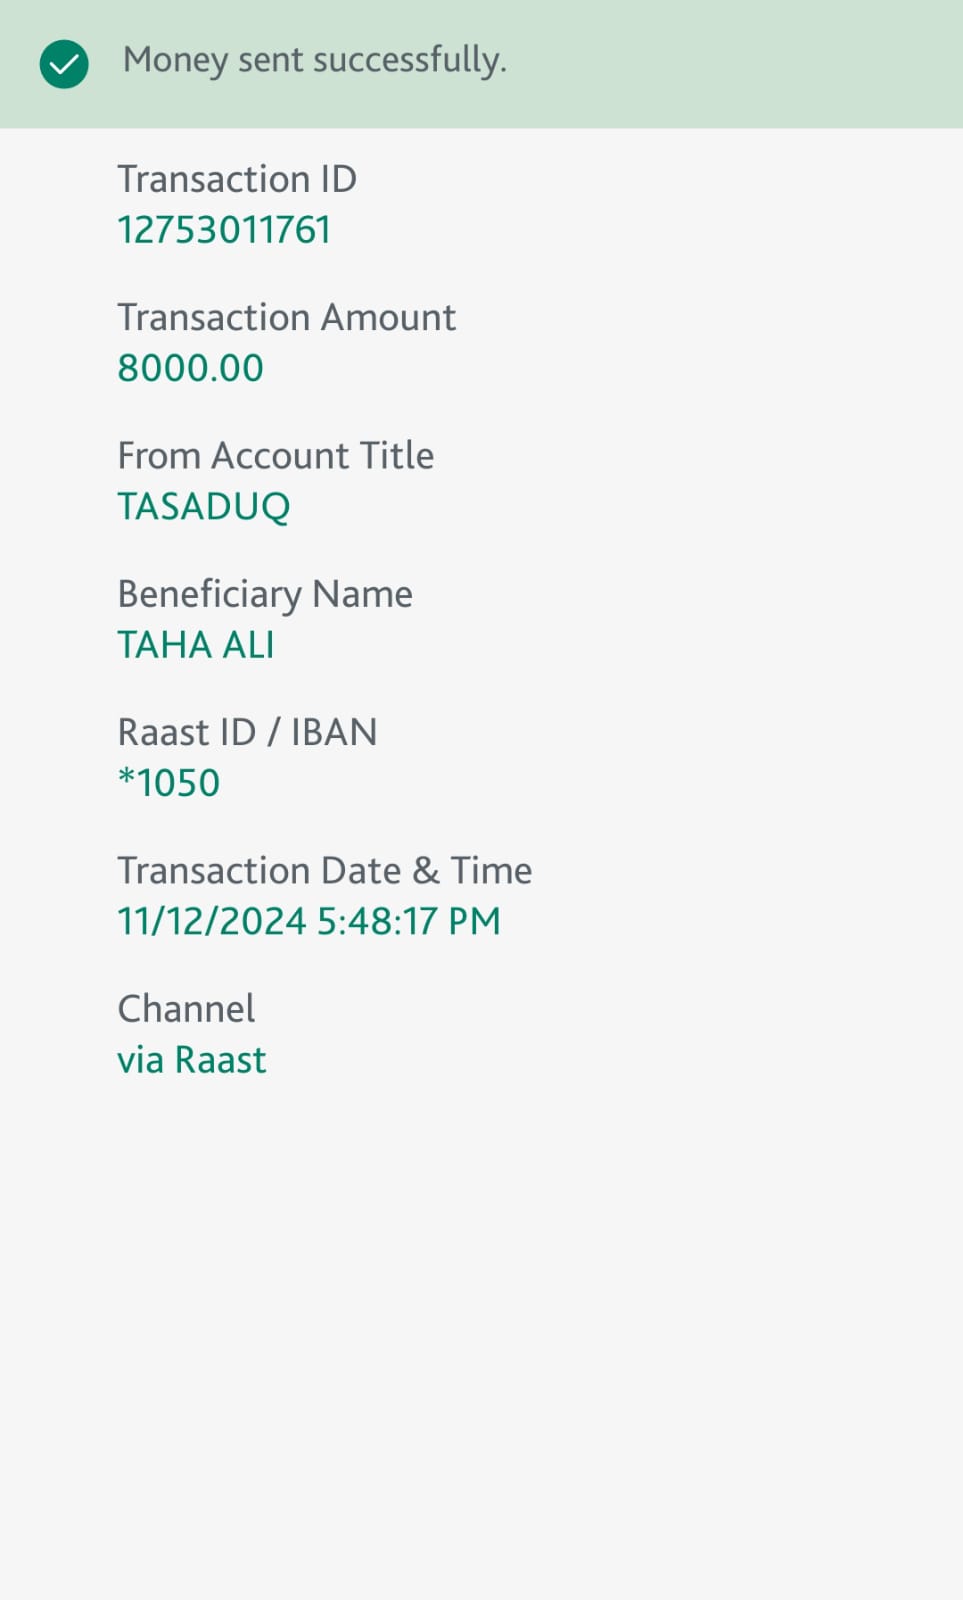 Money sent successfully.
Transaction ID
12753011761
Transaction Amount
8000.00
From Account Title
TASADUQ
Beneficiary Name
TAHA ALI
Raast ID / IBAN
*1050
Transaction Date & Time
11/12/2024 5:48:17 PM
Channel
via Raast